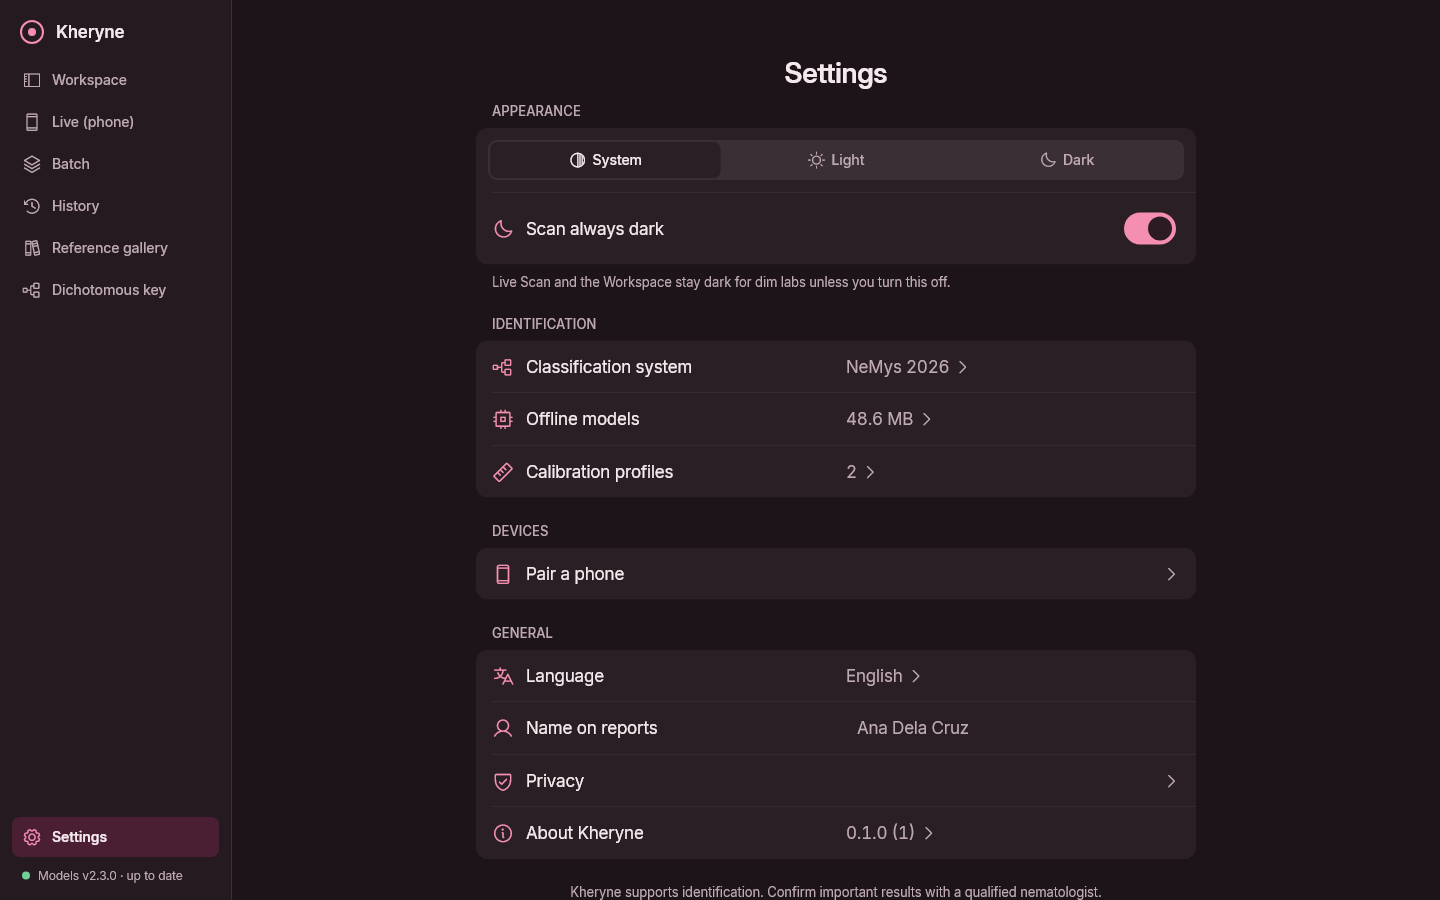 Kheryne
Workspace
Live (phone)
Batch
History
Reference gallery
Dichotomous key
Settings
Models v2.3.0 · up to date
Settings
APPEARANCE
System
Light
Dark
Scan always dark
Live Scan and the Workspace stay dark for dim labs unless you turn this off.
IDENTIFICATION
Classification system NeMys 2026
Offline models 48.6 MB
Calibration profiles 2
DEVICES
Pair a phone
GENERAL
Language English
Name on reports Ana Dela Cruz
Privacy
About Kheryne 0.1.0 (1)
Kheryne supports identification. Confirm important results with a qualified nematologist.